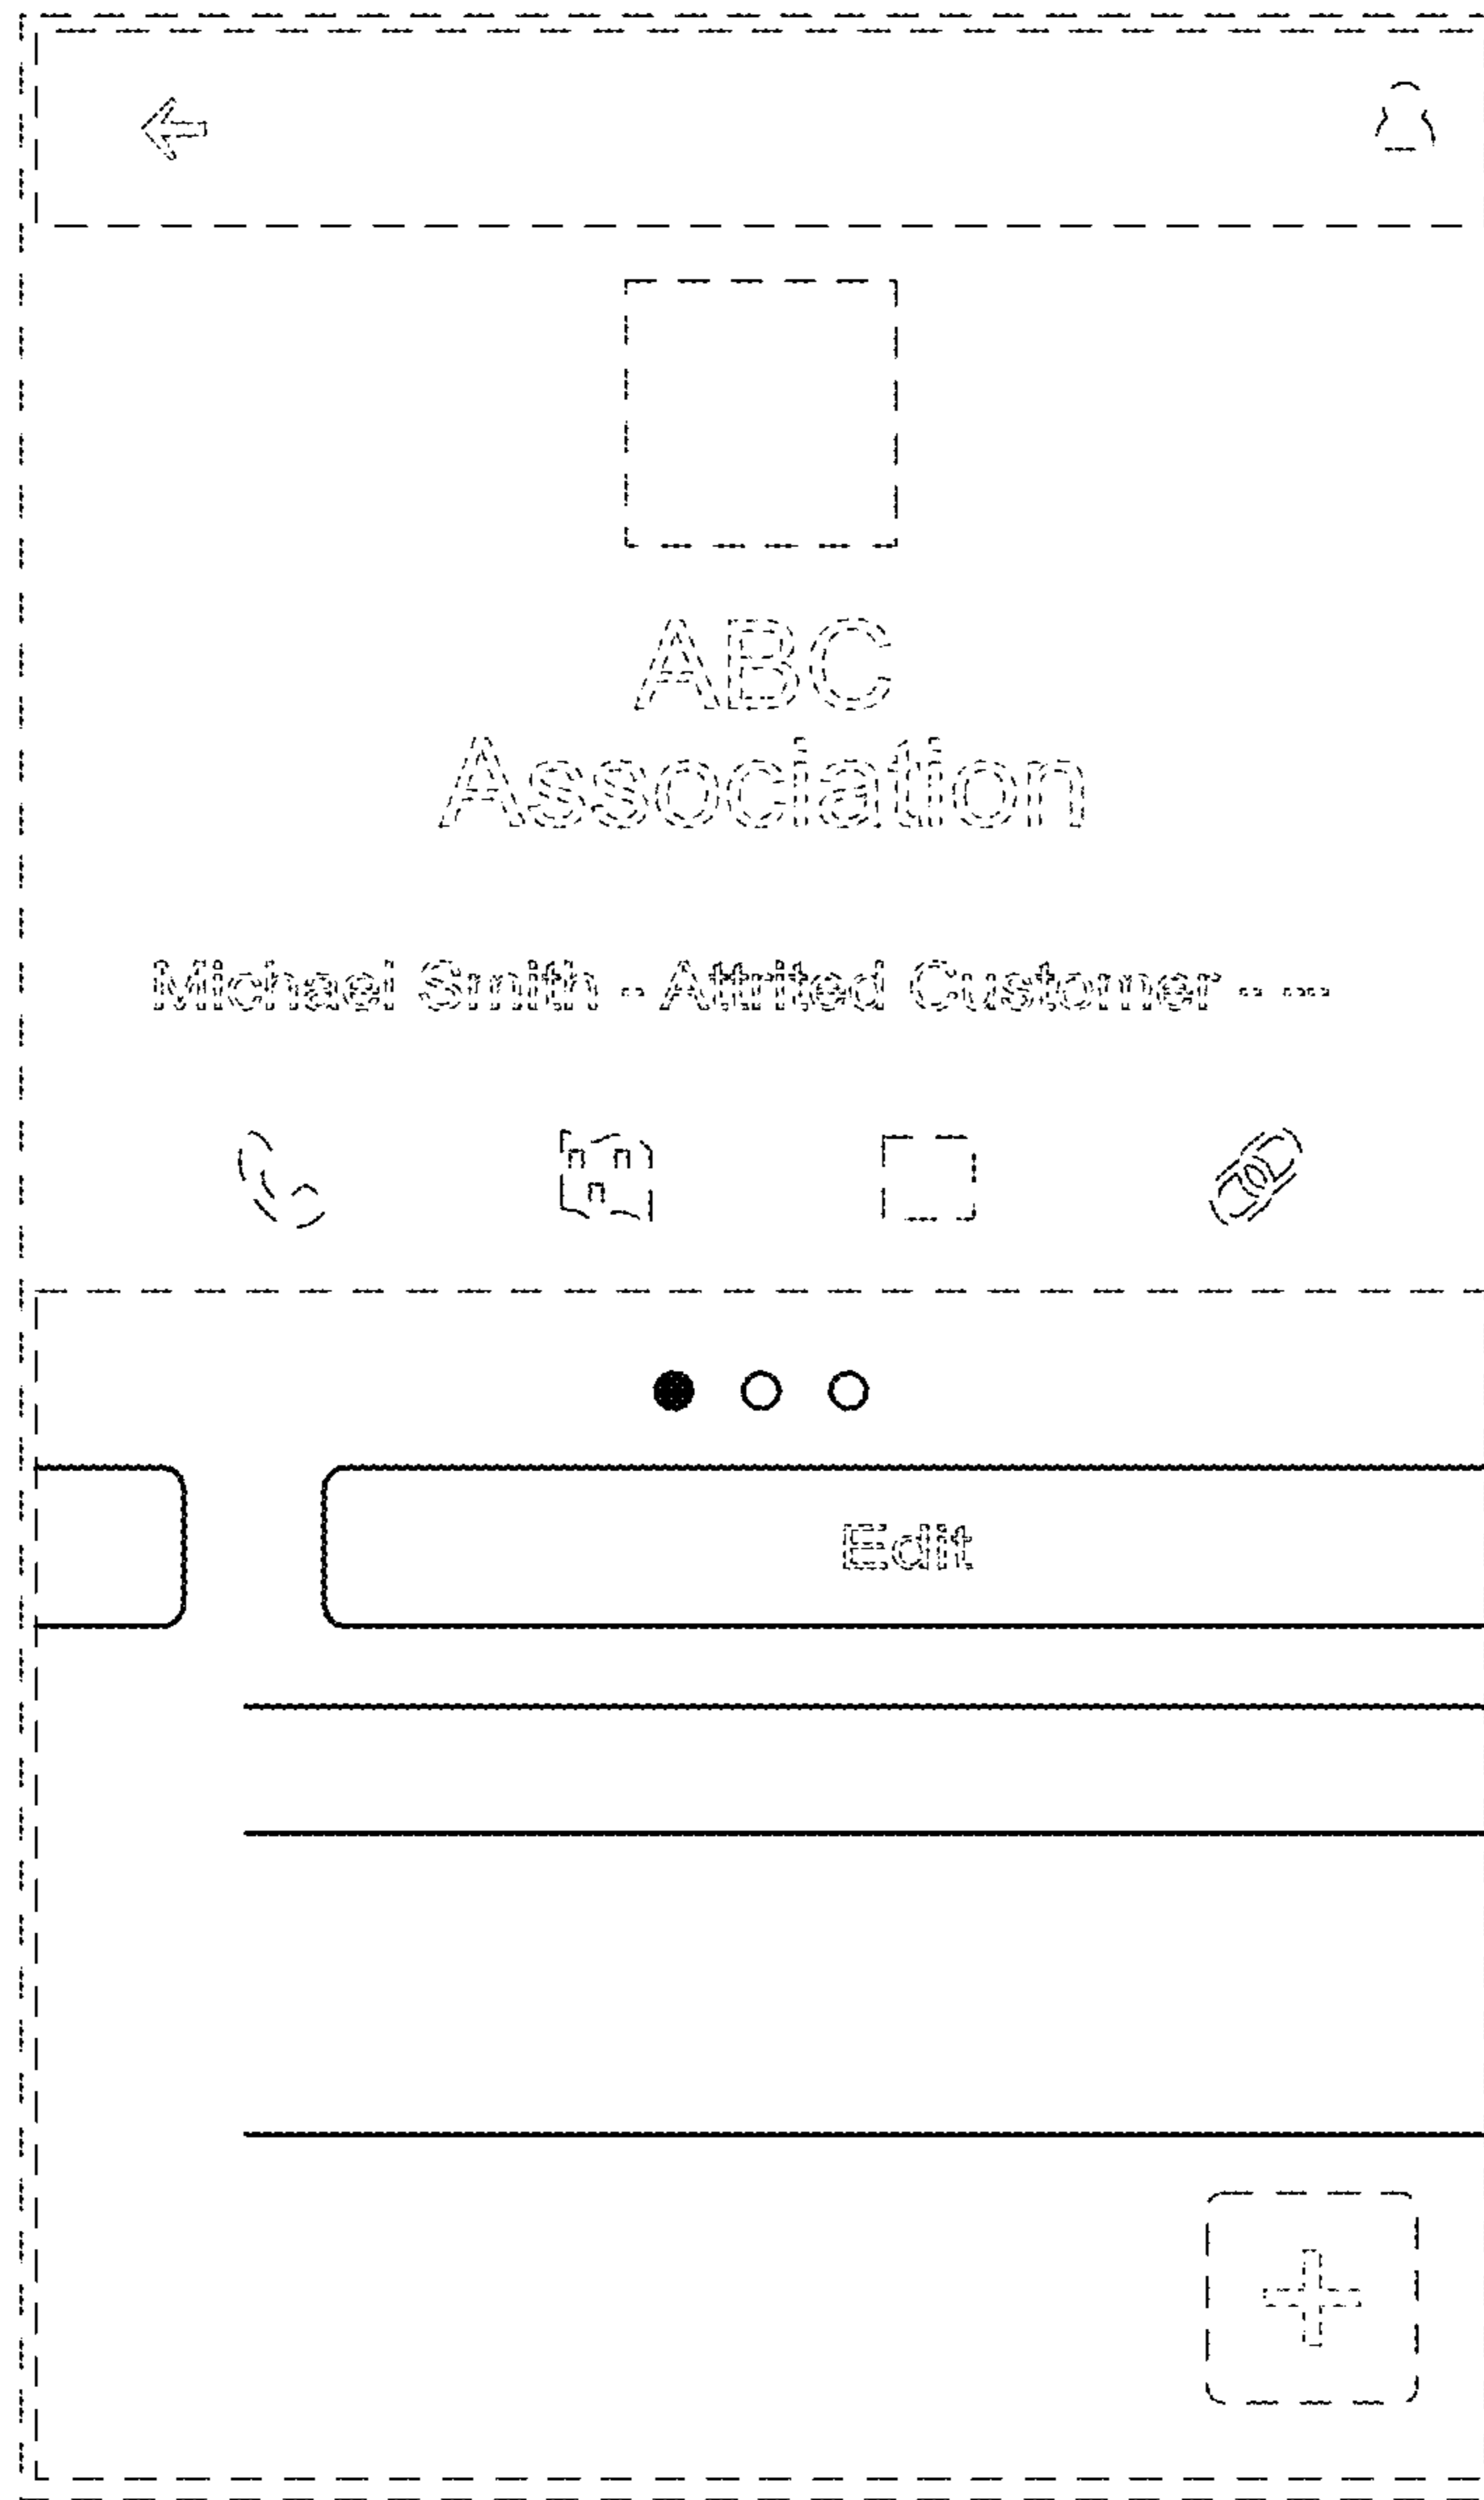 ABC
Association
Michael Smith - Attrited Customer - ---
Edit